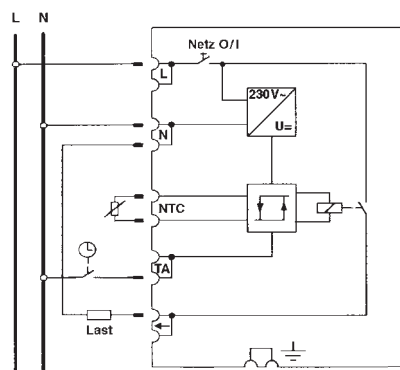 L N
Netz O/I
L
230V~
U=
N
NTC
TA
Last